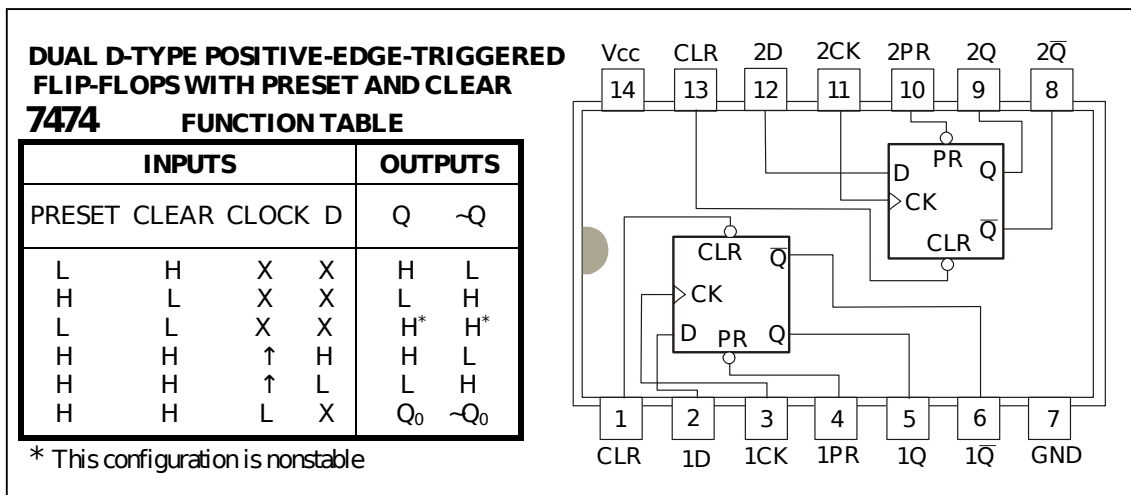 DUAL D-TYPE POSITIVE-EDGE-TRIGGERED
FLIP-FLOPS WITH PRESET AND CLEAR
7474 FUNCTION TABLE
INPUTS OUTPUTS
PRESET CLEAR CLOCK D Q ~Q
L H X X H L
H L X X L H
L L X X H* H*
H H ↑ H H L
H H ↑ L L H
H H L X Q₀ ~Q₀
* This configuration is nonstable
Vcc CLR 2D 2CK 2PR 2Q 2Q̅
14 13 12 11 10 9 8
PR
D Q
CK
Q̅
CLR
CLR Q̅
CK
D PR Q
1 2 3 4 5 6 7
CLR 1D 1CK 1PR 1Q 1Q̅ GND